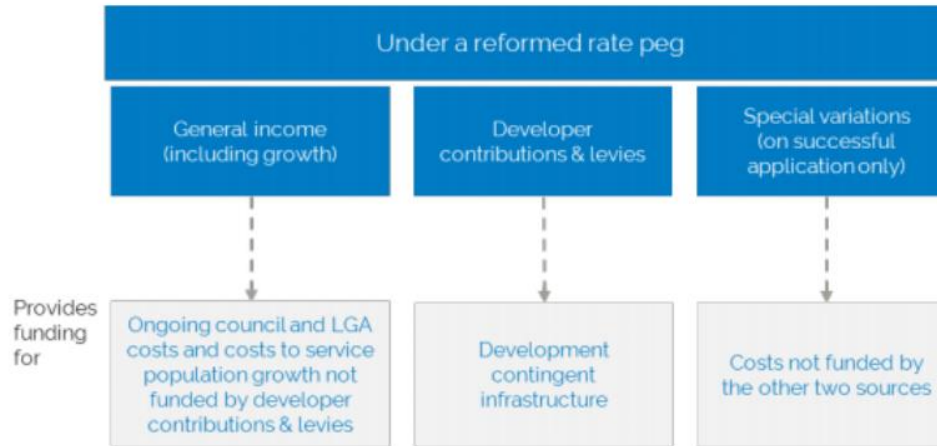 Under a reformed rate peg
General income
(including growth)
Developer
contributions & levies
Special variations
(on successful
application only)
Provides
funding
for
Ongoing council and LGA
costs and costs to service
population growth not
funded by developer
contributions & levies
Development
contingent
infrastructure
Costs not funded by
the other two sources